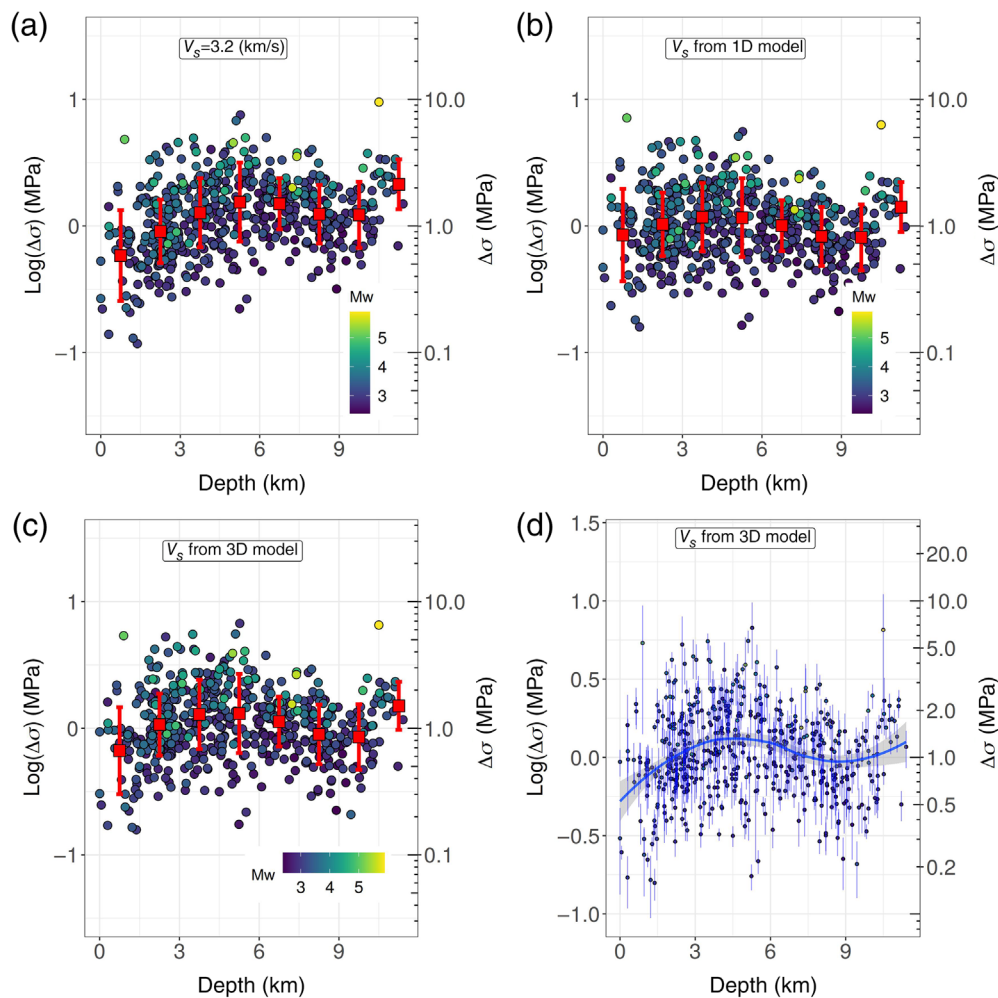 (a)
V_s=3.2 (km/s)
1
0
−1
Log(Δσ) (MPa)
10.0
1.0
0.1
Δσ (MPa)
Mw
5
4
3
0 3 6 9
Depth (km)
(b)
V_s from 1D model
1
0
−1
Log(Δσ) (MPa)
10.0
1.0
0.1
Δσ (MPa)
Mw
5
4
3
0 3 6 9
Depth (km)
(c)
V_s from 3D model
1
0
−1
Log(Δσ) (MPa)
10.0
1.0
0.1
Δσ (MPa)
Mw
3 4 5
0 3 6 9
Depth (km)
(d)
V_s from 3D model
1.5
1.0
0.5
0.0
−0.5
−1.0
Log(Δσ) (MPa)
20.0
10.0
5.0
2.0
1.0
0.5
0.2
Δσ (MPa)
0 3 6 9
Depth (km)